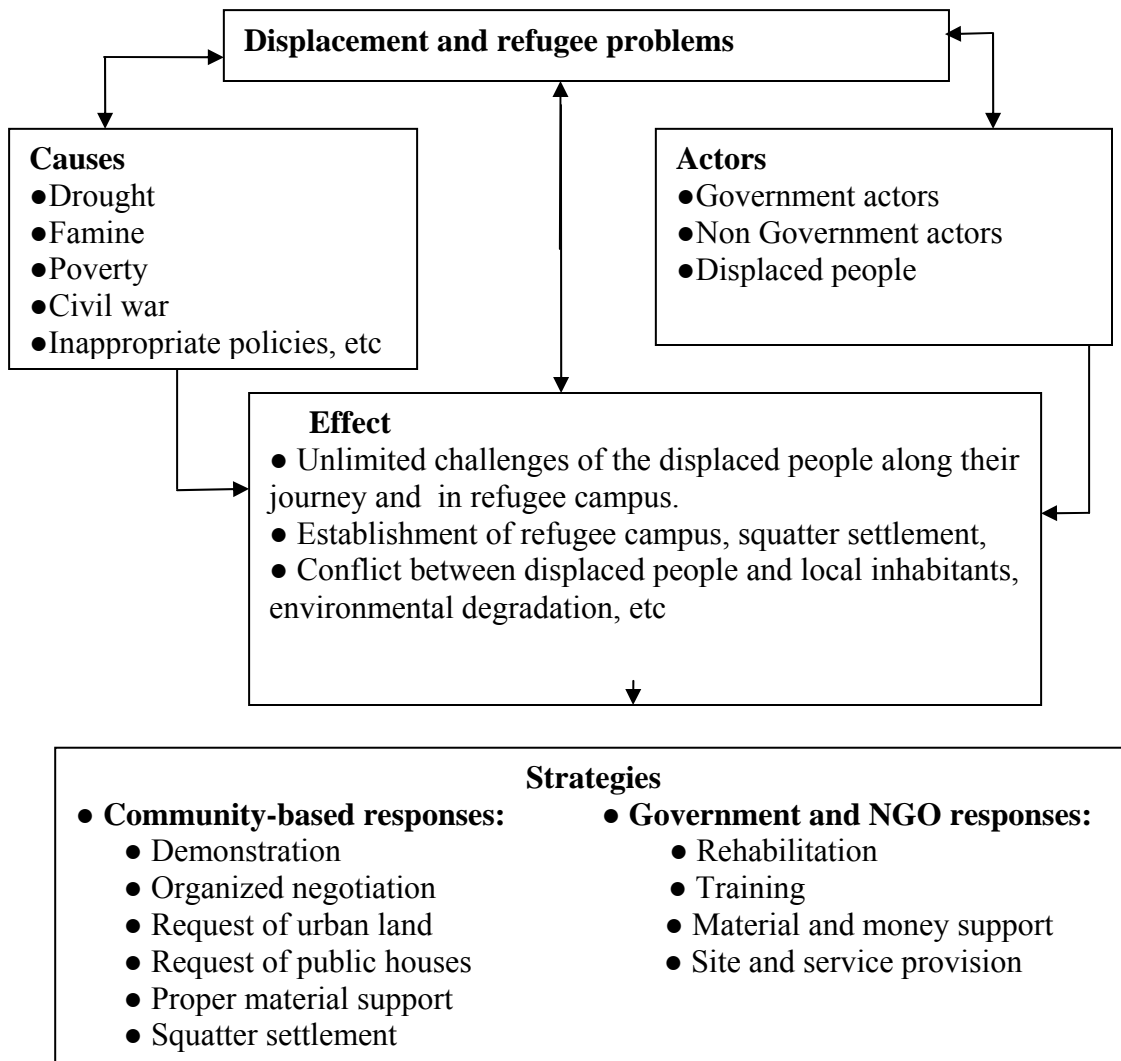 Displacement and refugee problems
Causes
●Drought
●Famine
●Poverty
●Civil war
●Inappropriate policies, etc
Actors
●Government actors
●Non Government actors
●Displaced people
Effect
● Unlimited challenges of the displaced people along their
journey and in refugee campus.
● Establishment of refugee campus, squatter settlement,
● Conflict between displaced people and local inhabitants,
environmental degradation, etc
Strategies
● Community-based responses:
● Demonstration
● Organized negotiation
● Request of urban land
● Request of public houses
● Proper material support
● Squatter settlement
● Government and NGO responses:
● Rehabilitation
● Training
● Material and money support
● Site and service provision